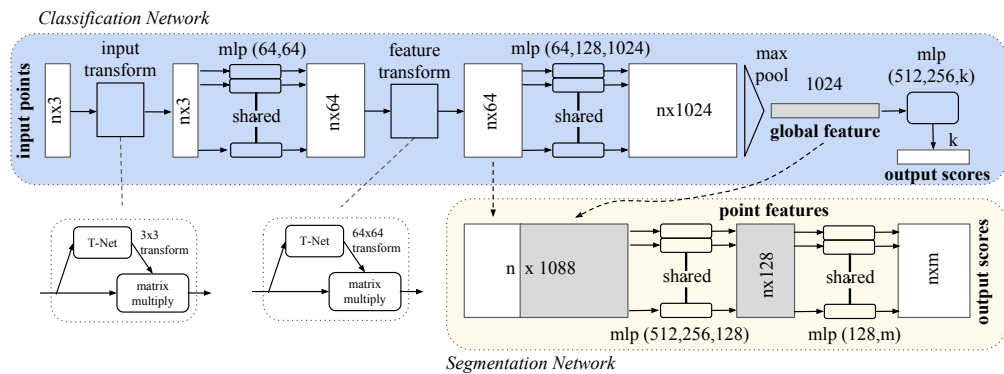 Classification Network
input points
nx3
input
transform
nx3
mlp (64,64)
shared
nx64
feature
transform
nx64
mlp (64,128,1024)
shared
nx1024
max
pool
1024
global feature
mlp
(512,256,k)
k
output scores
T-Net
3x3
transform
matrix
multiply
T-Net
64x64
transform
matrix
multiply
point features
n x 1088
shared
mlp (512,256,128)
nx128
shared
mlp (128,m)
nxm
output scores
Segmentation Network